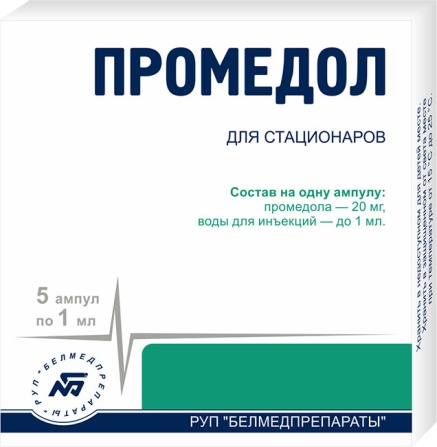 ПРОМЕДОЛ
ДЛЯ СТАЦИОНАРОВ
Состав на одну ампулу:
промедола — 20 мг,
воды для инъекций — до 1 мл.
5 ампул
по 1 мл
РУП "БЕЛМЕДПРЕПАРАТЫ"
РУП "БЕЛМЕДПРЕПАРАТЫ"
Хранить в недоступном для детей месте.
Хранить в защищенном от света месте
при температуре от 15 °С до 25 °С.